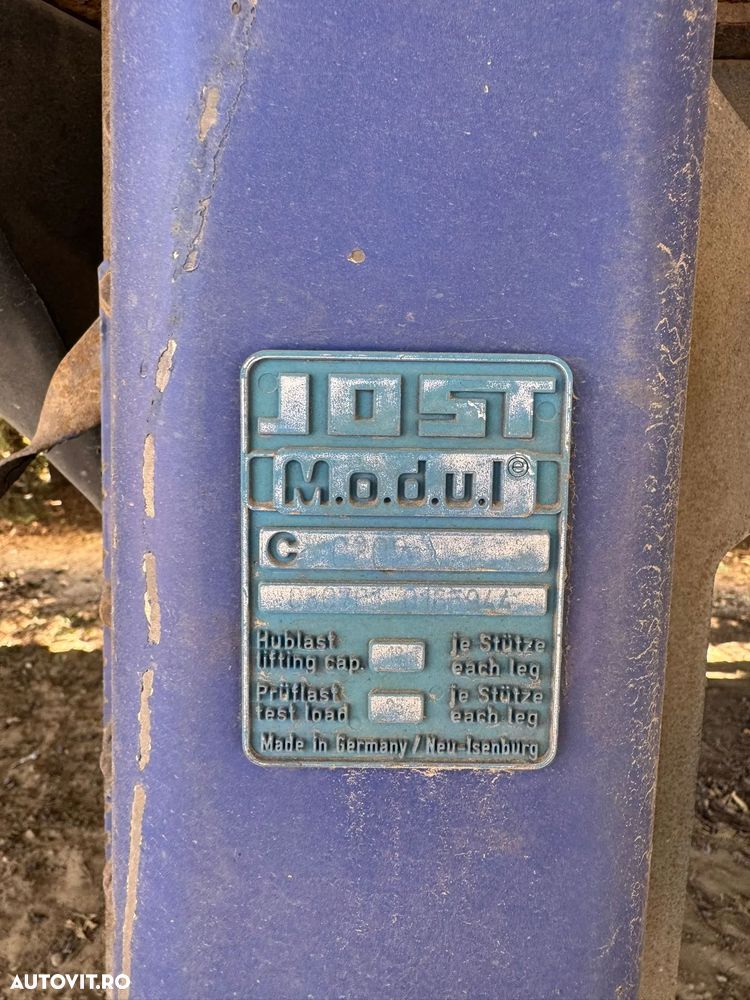 JOST
M.o.d.u.l e
C
Hublast je Stütze
lifting cap. each leg
Prüflast je Stütze
test load each leg
Made in Germany/Neu-Isenburg
AUTOVIT.RO